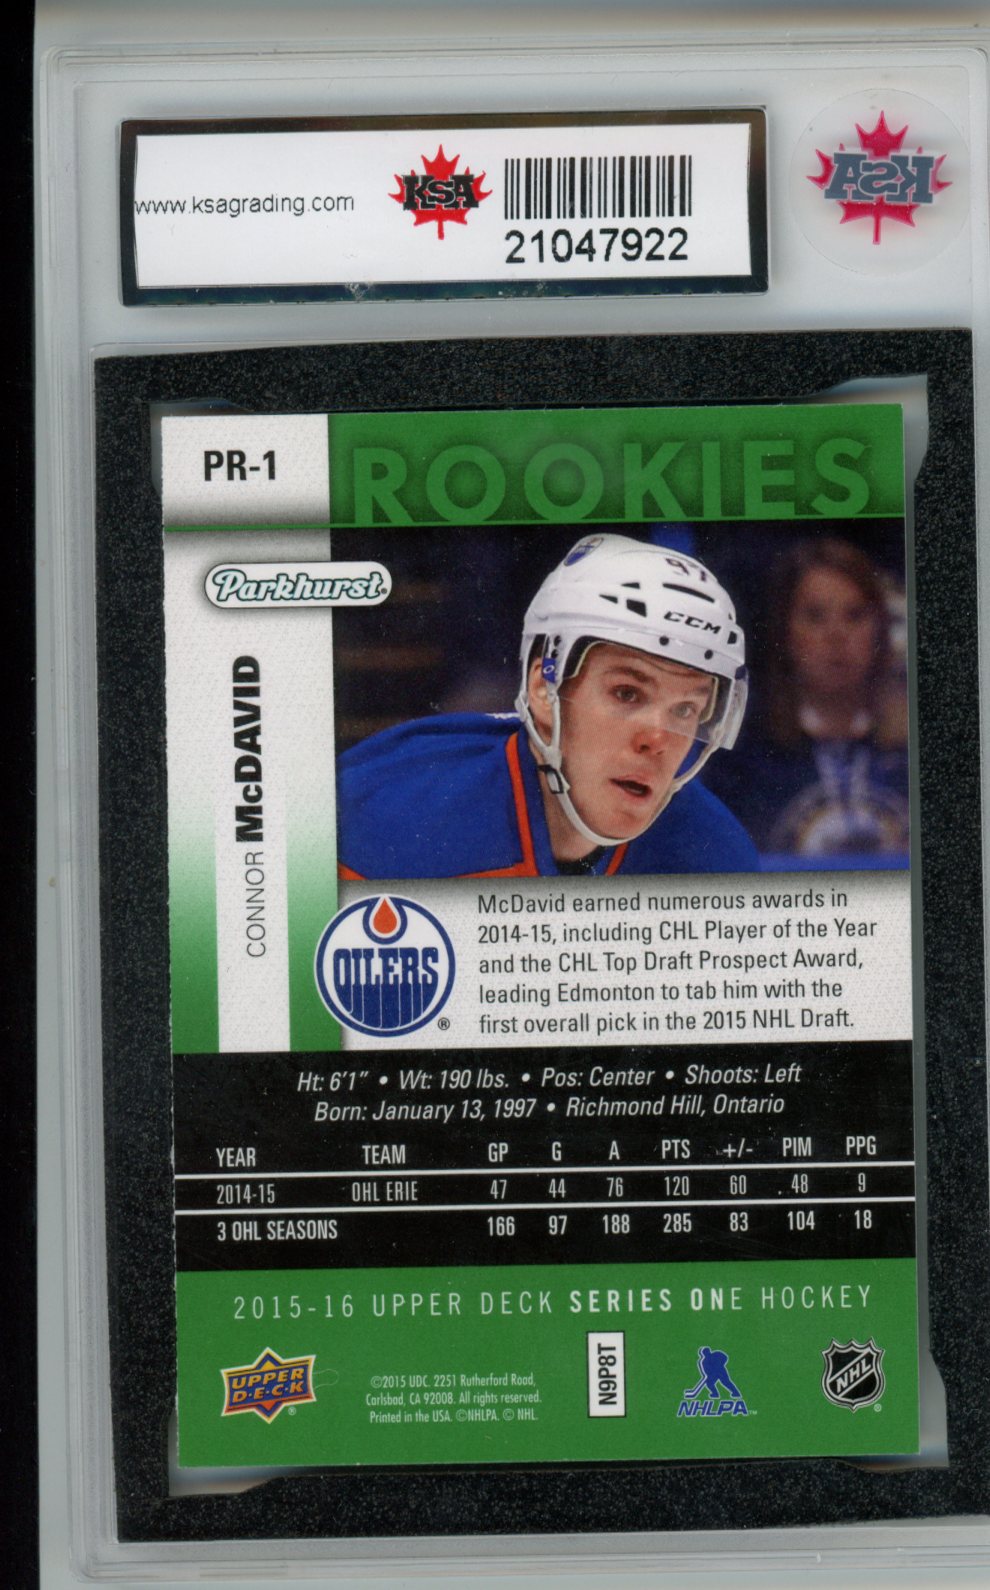 www.ksagrading.com
KSA
21047922
KSA
PR-1
ROOKIES
Parkhurst
97
CCM
CONNOR McDAVID
OILERS
®
McDavid earned numerous awards in
2014-15, including CHL Player of the Year
and the CHL Top Draft Prospect Award,
leading Edmonton to tab him with the
first overall pick in the 2015 NHL Draft.
Ht: 6'1" • Wt: 190 lbs. • Pos: Center • Shoots: Left
Born: January 13, 1997 • Richmond Hill, Ontario
YEAR TEAM GP G A PTS +/- PIM PPG
2014-15 OHL ERIE 47 44 76 120 60 48 9
3 OHL SEASONS 166 97 188 285 83 104 18
2015-16 UPPER DECK SERIES ONE HOCKEY
UPPER
D·E·C·K
®
©2015 UDC. 2251 Rutherford Road,
Carlsbad, CA 92008. All rights reserved.
Printed in the USA. ©NHLPA. © NHL.
N9P8T
NHLPA™
NHL
®